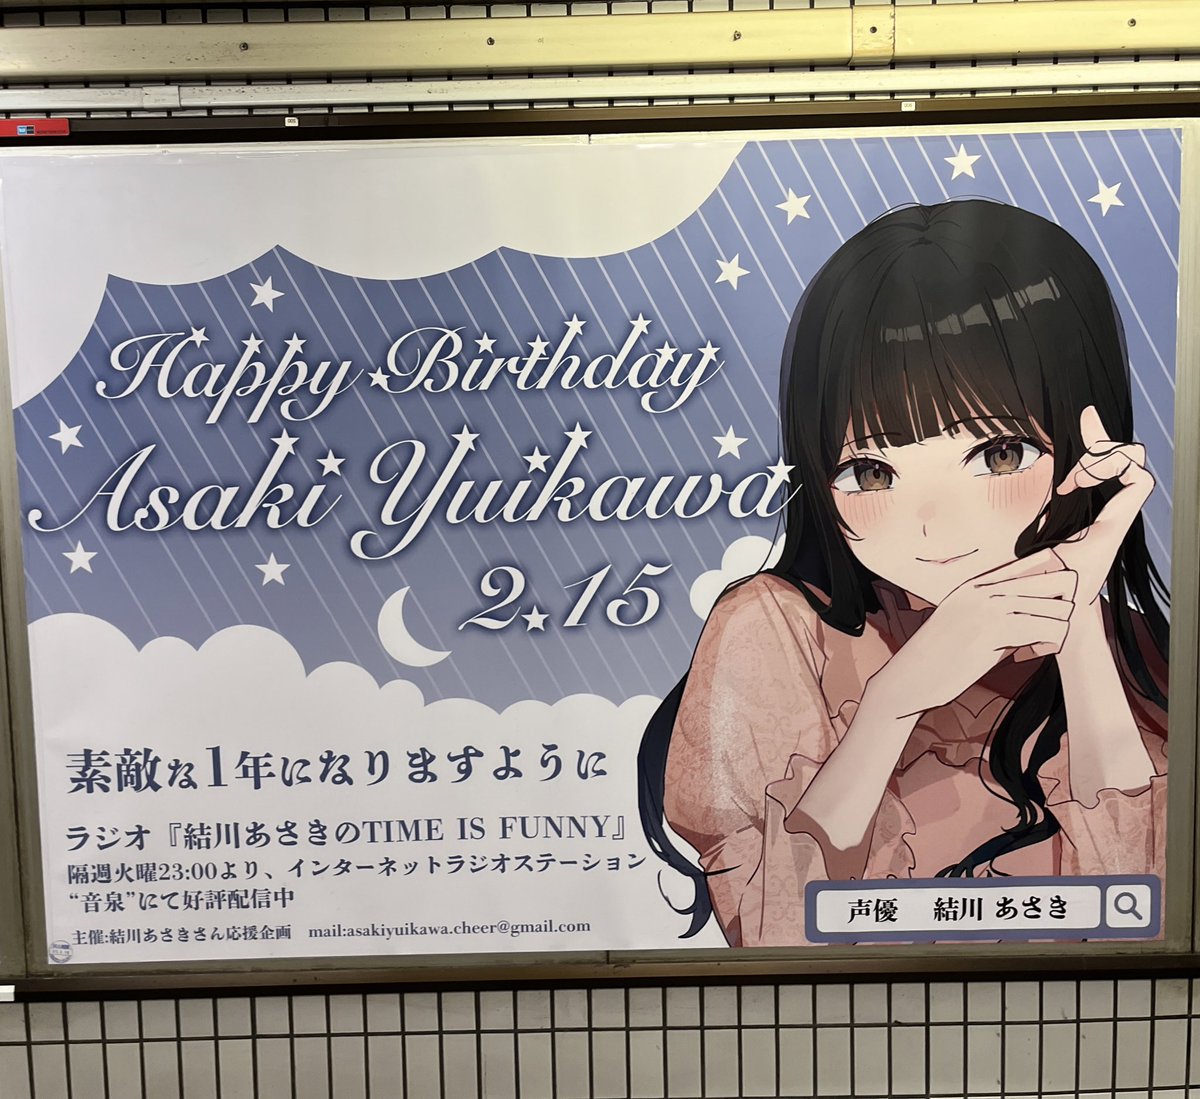 Happy Birthday
Asaki Yuikawa
2.15
素敵な1年になりますように
ラジオ『結川あさきのTIME IS FUNNY』
隔週火曜23:00より、インターネットラジオステーション
“音泉”にて好評配信中
主催:結川あさきさん応援企画 mail:asakiyuikawa.cheer@gmail.com
声優 結川 あさき